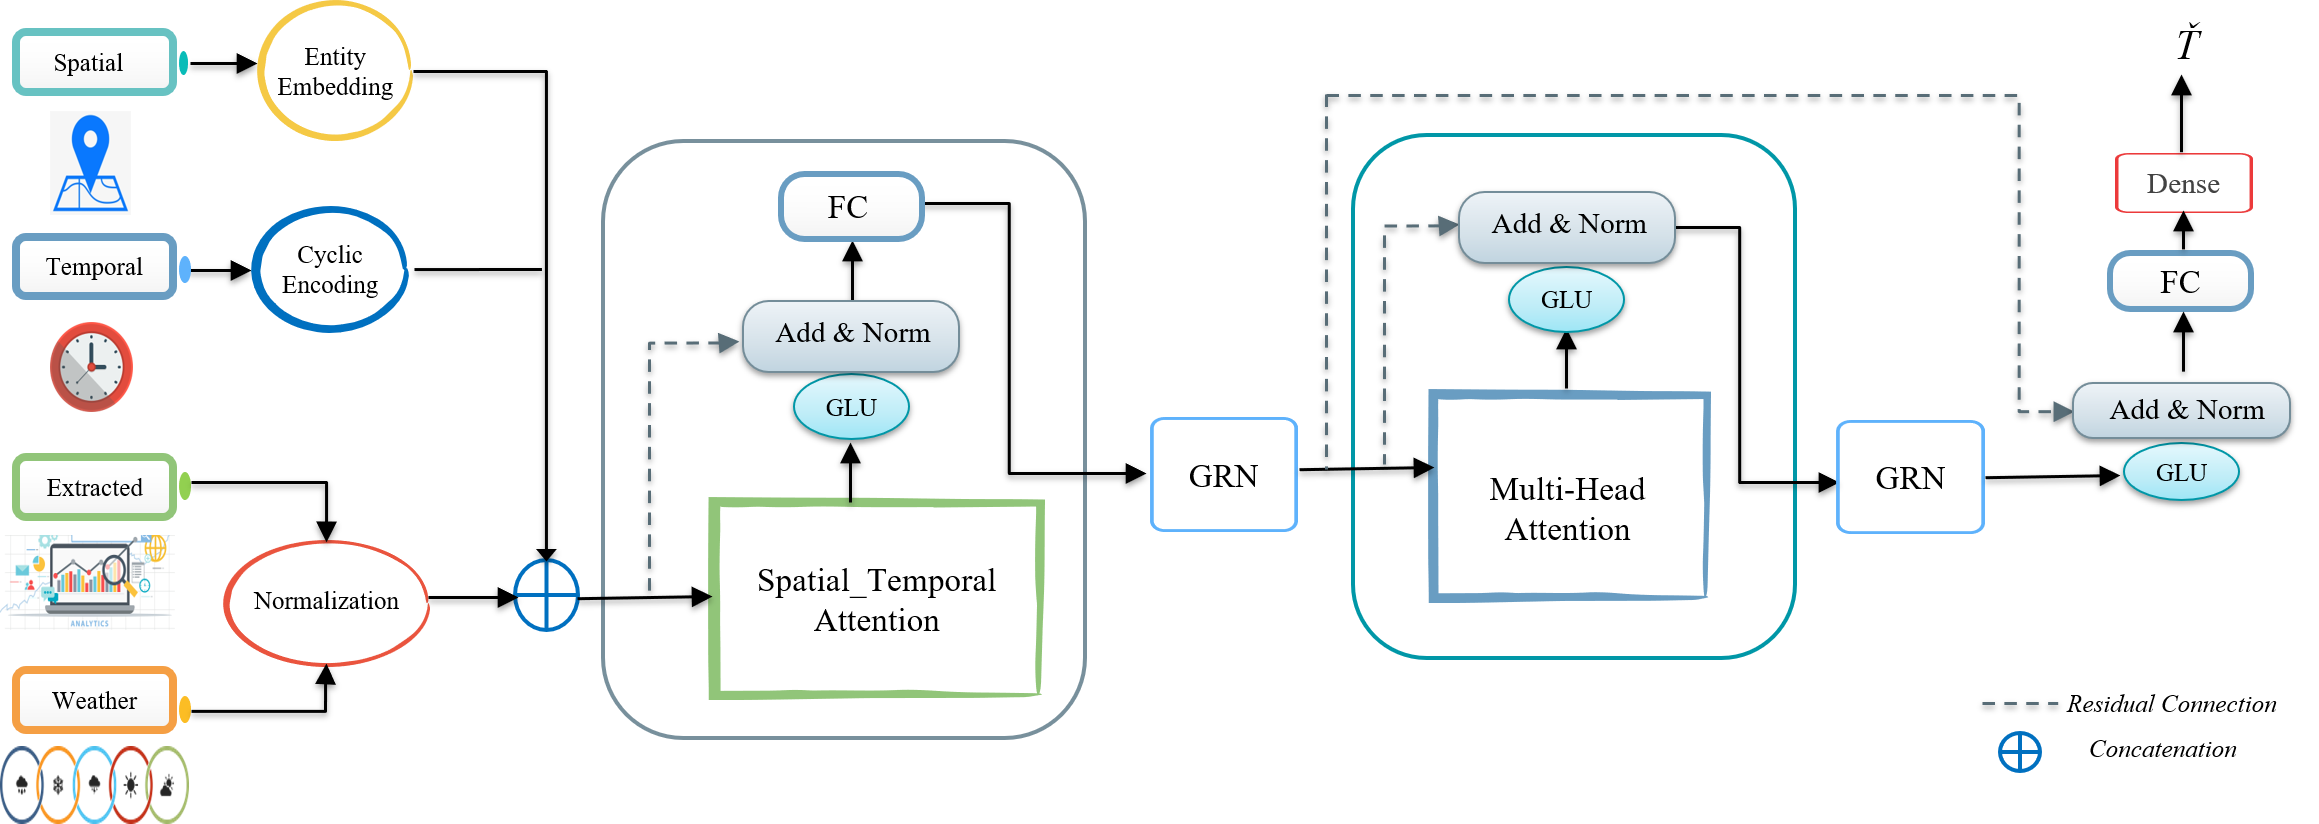 Spatial
Entity
Embedding
Temporal
Cyclic
Encoding
Extracted
ANALYTICS
Normalization
Weather
FC
Add & Norm
GLU
Spatial_Temporal
Attention
GRN
Add & Norm
GLU
Multi-Head
Attention
GRN
Ť
Dense
FC
Add & Norm
GLU
Residual Connection
Concatenation